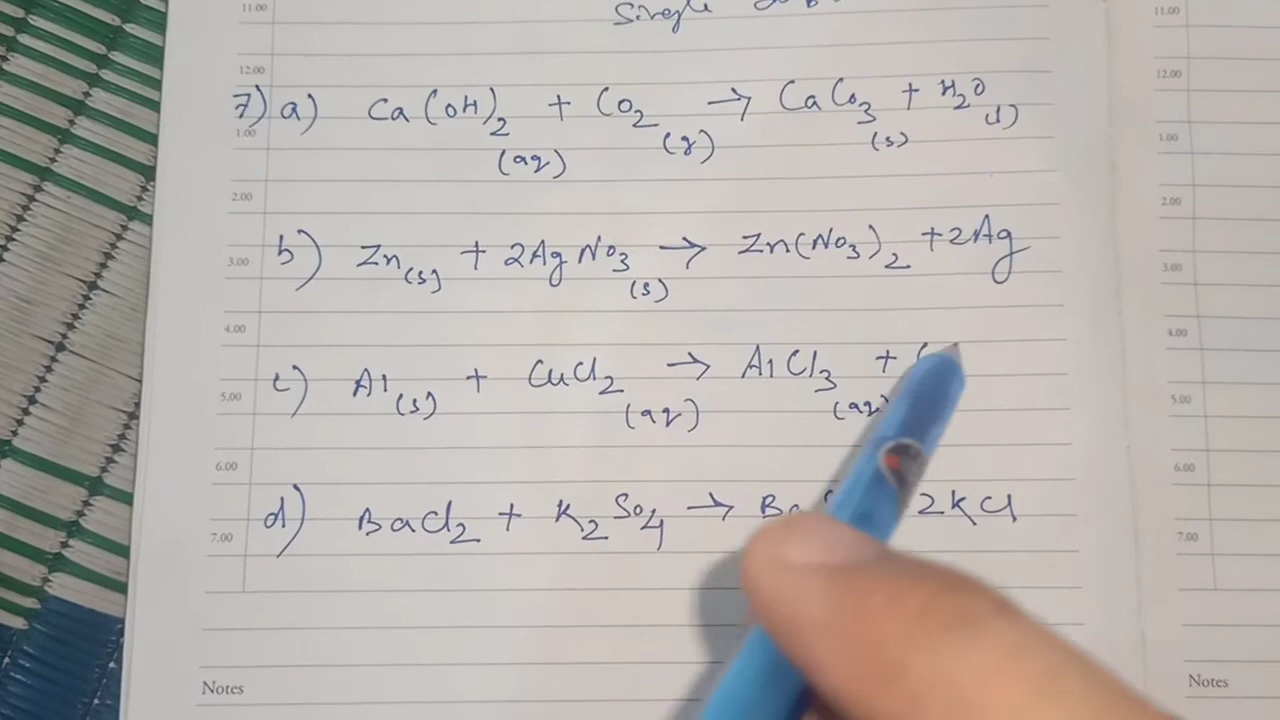 11.00 Single 11.00
12.00 12.00
7) a) Ca(OH)2 + CO2 → CaCO3 + H2O
1.00 (aq) (g) (s) (l) 1.00
2.00 2.00
b) Zn(s) + 2AgNO3 → Zn(NO3)2 + 2Ag
3.00 (s) 3.00
4.00 4.00
c) Al(s) + CuCl2 → AlCl3 +
5.00 (aq) (aq) 5.00
6.00 6.00
d) BaCl2 + K2SO4 → Ba 2KCl
7.00 7.00
Notes Notes